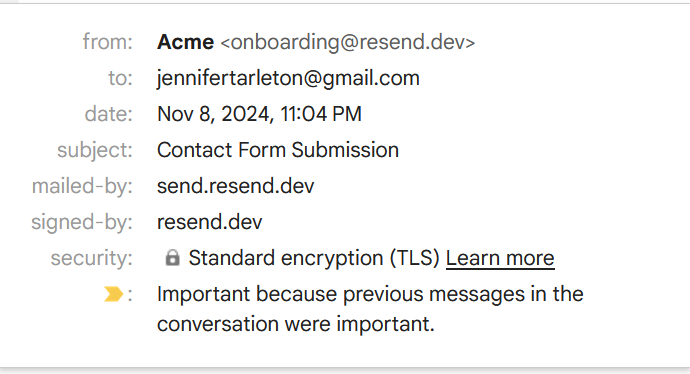 from: Acme <onboarding@resend.dev>
to: jennifertarleton@gmail.com
date: Nov 8, 2024, 11:04 PM
subject: Contact Form Submission
mailed-by: send.resend.dev
signed-by: resend.dev
security: Standard encryption (TLS) Learn more
: Important because previous messages in the
conversation were important.